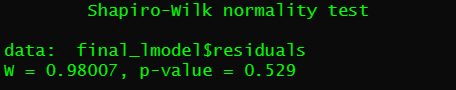 Shapiro-Wilk normality test
data:  final_lmodel$residuals
W = 0.98007, p-value = 0.529